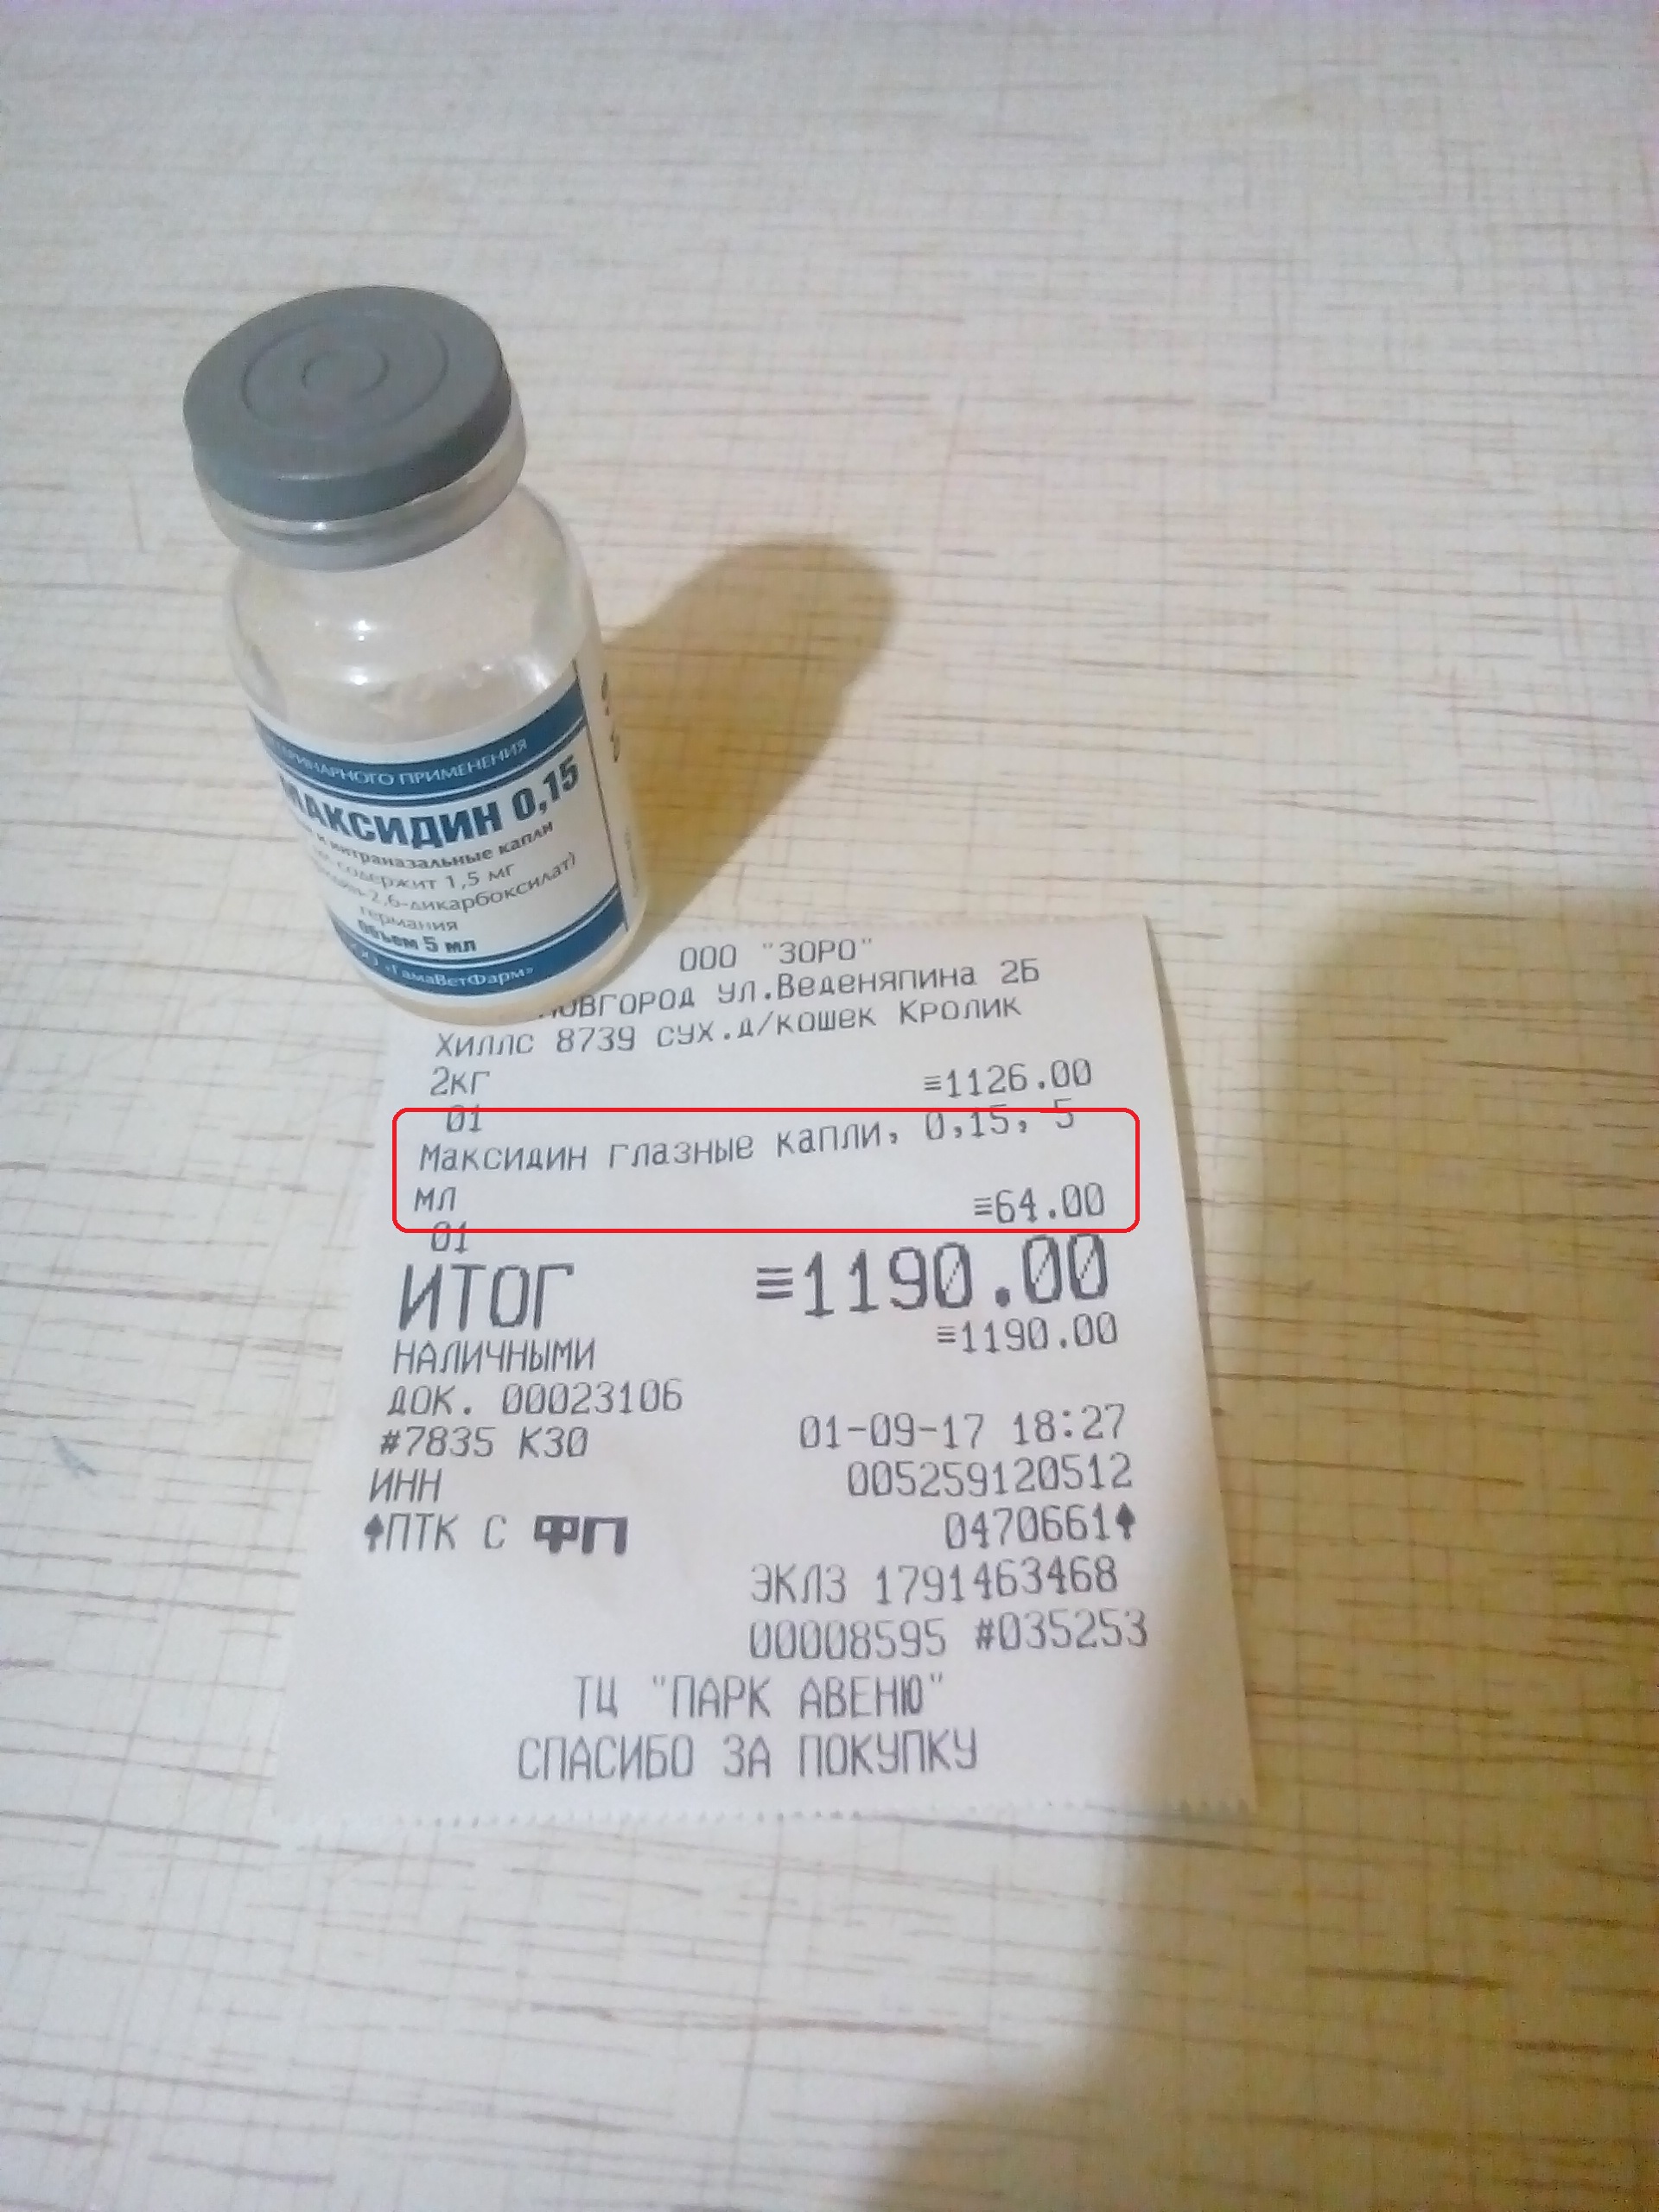 ПРИМЕНЕНИЯ
МАКСИДИН 0,15
и интраназальные капли
содержит 1,5 мг
-2,6-дикарбоксилат)
германия
Объем 5 мл
«ГамаВетФарм»
ООО "ЗОРО"
УЛ.Веденяпина 2Б
Хиллс 8739 сух.д/кошек Кролик
2кг ≡1126.00
01
Максидин глазные капли, 0,15, 5
мл ≡64.00
01
ИТОГ ≡1190.00
НАЛИЧНЫМИ ≡1190.00
ДОК. 00023106
#7835 К30 01-09-17 18:27
ИНН 005259120512
ПТК С ФП 0470661
ЭКЛЗ 1791463468
00008595 #035253
ТЦ "ПАРК АВЕНЮ"
СПАСИБО ЗА ПОКУПКУ